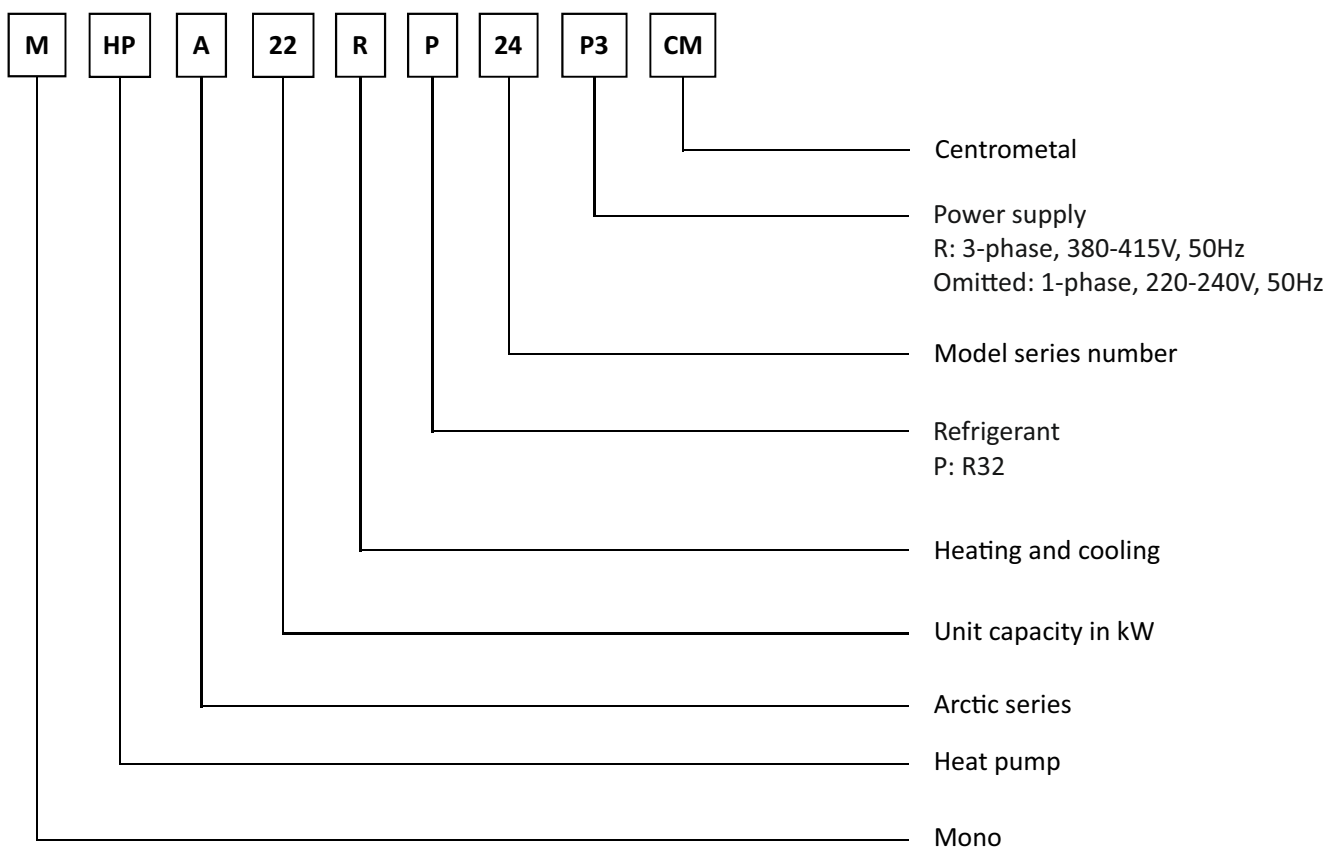 M HP A 22 R P 24 P3 CM
Centrometal
Power supply
R: 3-phase, 380-415V, 50Hz
Omitted: 1-phase, 220-240V, 50Hz
Model series number
Refrigerant
P: R32
Heating and cooling
Unit capacity in kW
Arctic series
Heat pump
Mono